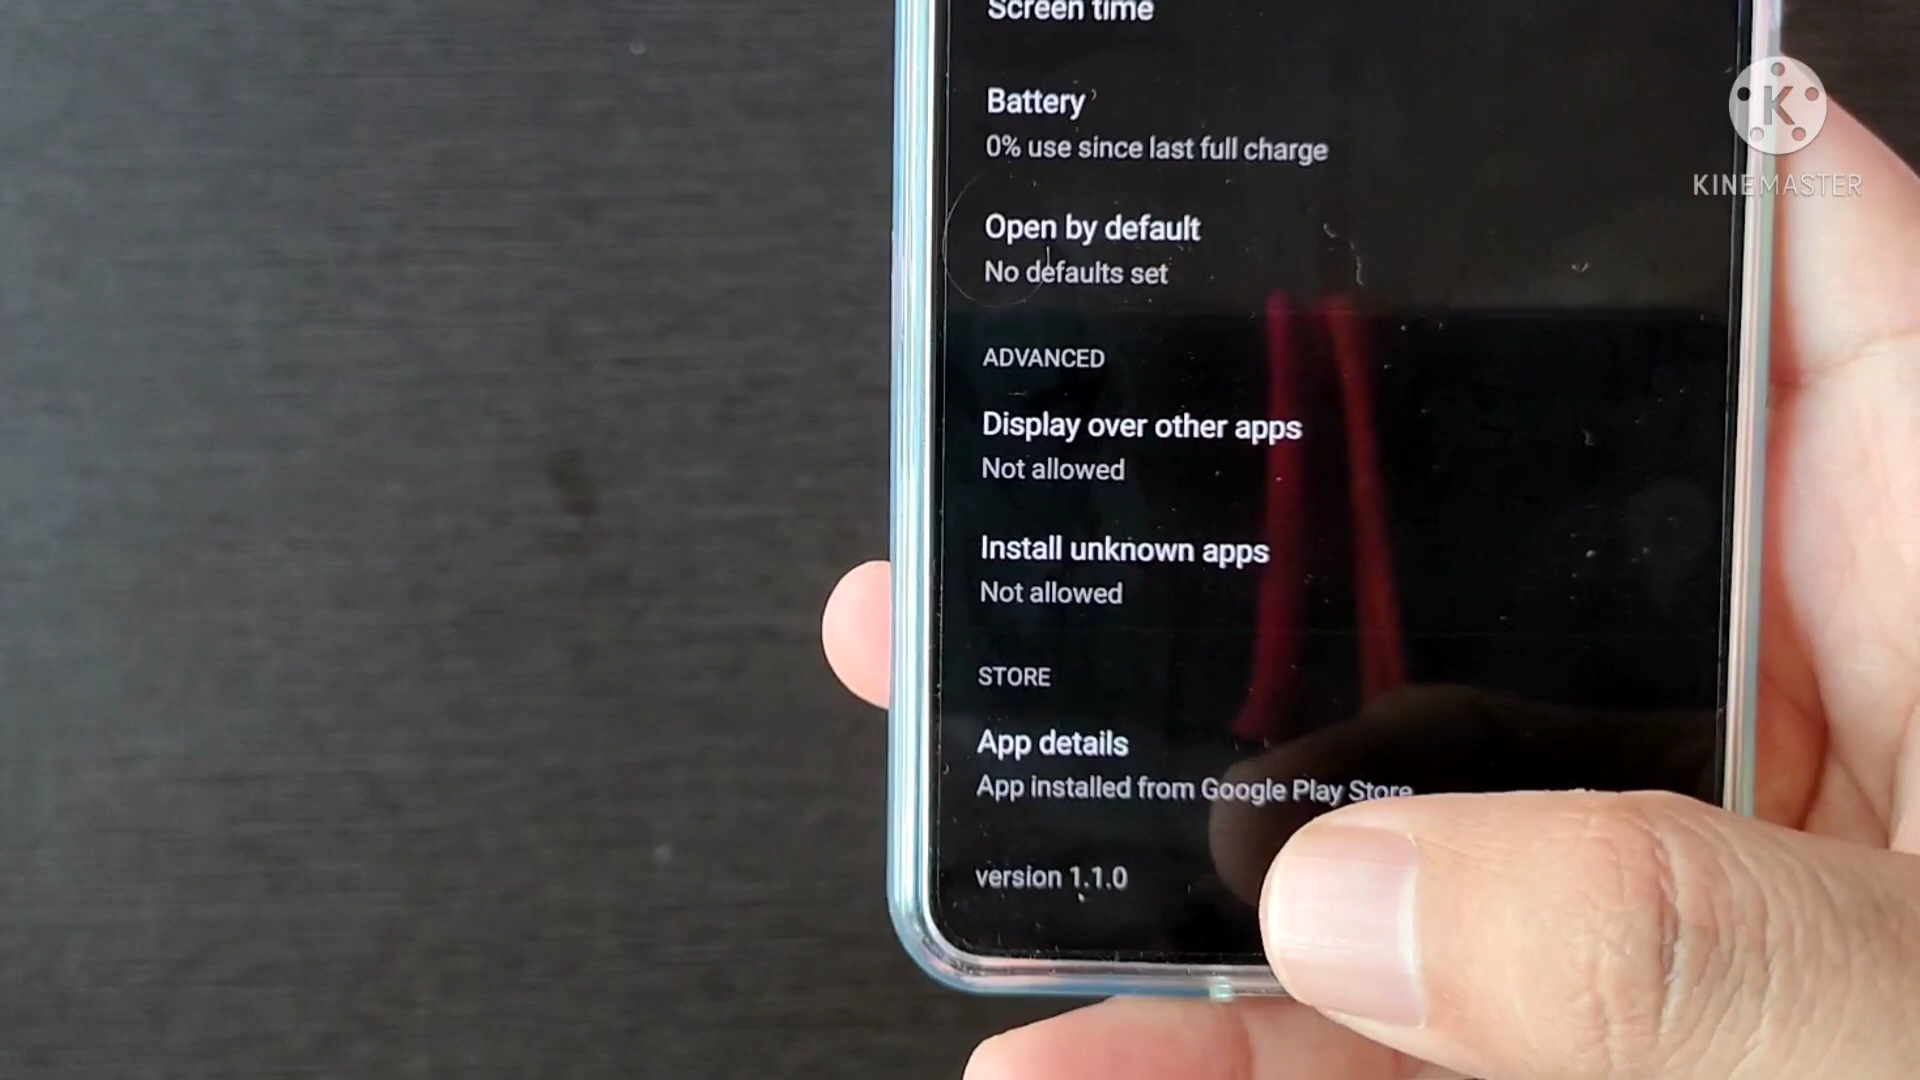 Screen time
Battery
0% use since last full charge
Open by default
No defaults set
ADVANCED
Display over other apps
Not allowed
Install unknown apps
Not allowed
STORE
App details
App installed from Google Play Store
version 1.1.0
K
KINEMASTER